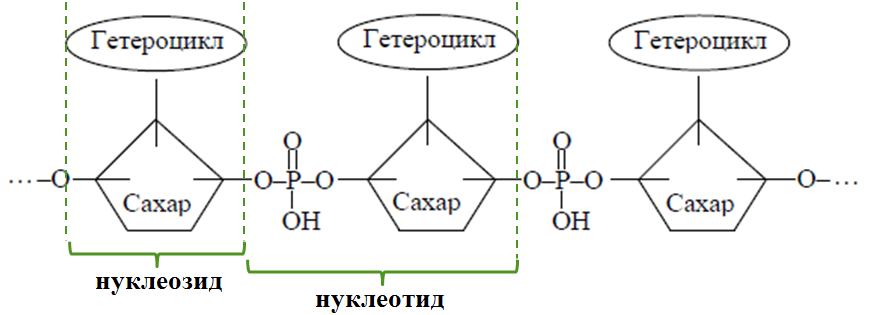 Гетероцикл Гетероцикл Гетероцикл
O O
··· –O O–P–O O–P–O O– ···
Сахар Сахар Сахар
OH OH
нуклеозид
нуклеотид